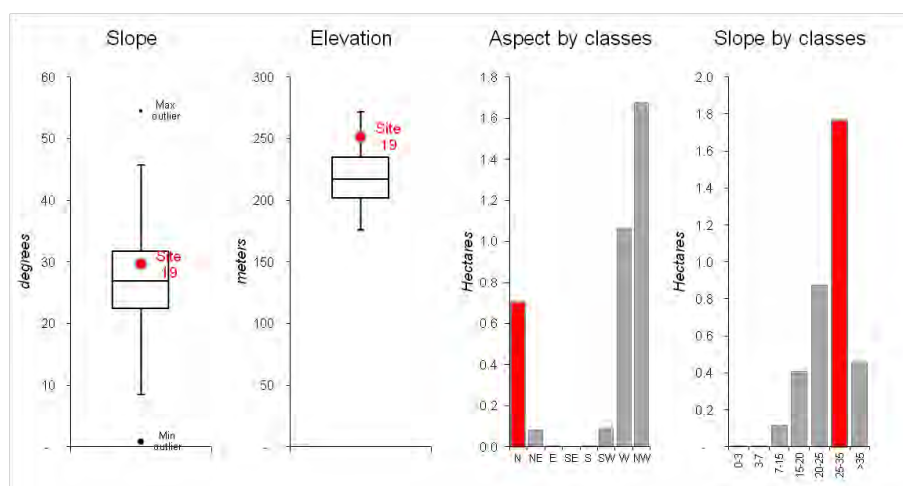 Slope
Elevation
Aspect by classes
Slope by classes
degrees
60
50
40
30
20
10
-
Max
outlier
Site
19
Min
outlier
meters
300
250
200
150
100
50
-
Site
19
Hectares
1.8
1.6
1.4
1.2
1.0
0.8
0.6
0.4
0.2
0.0
N NE E SE S SW W NW
Hectares
2.0
1.8
1.6
1.4
1.2
1.0
0.8
0.6
0.4
0.2
-
0-3
3-7
7-15
15-20
20-25
25-35
>35